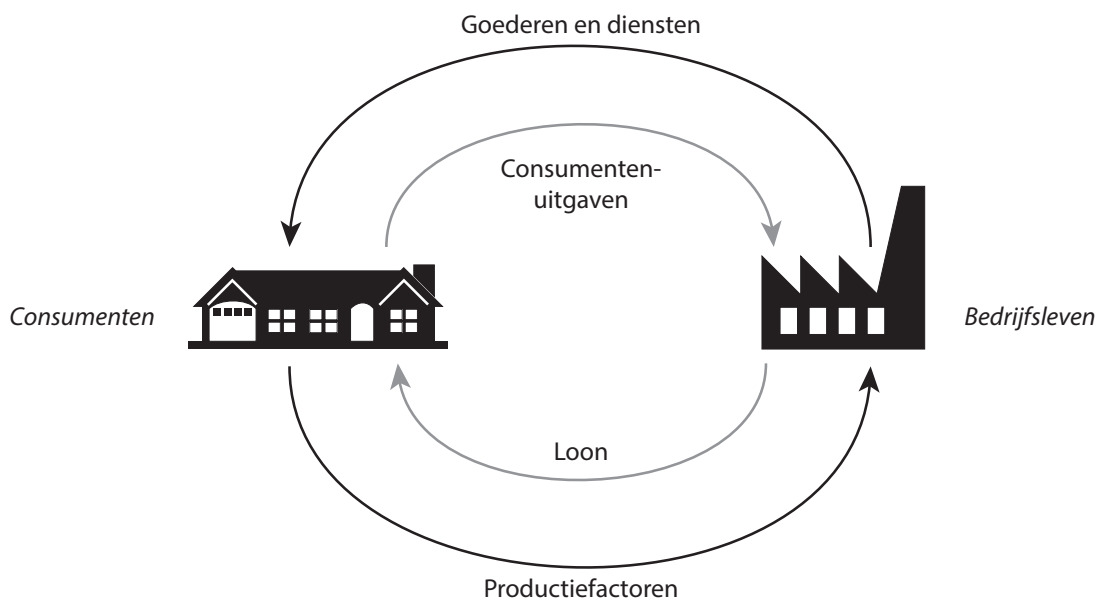 Goederen en diensten
Consumenten-
uitgaven
Consumenten
Bedrijfsleven
Loon
Productiefactoren